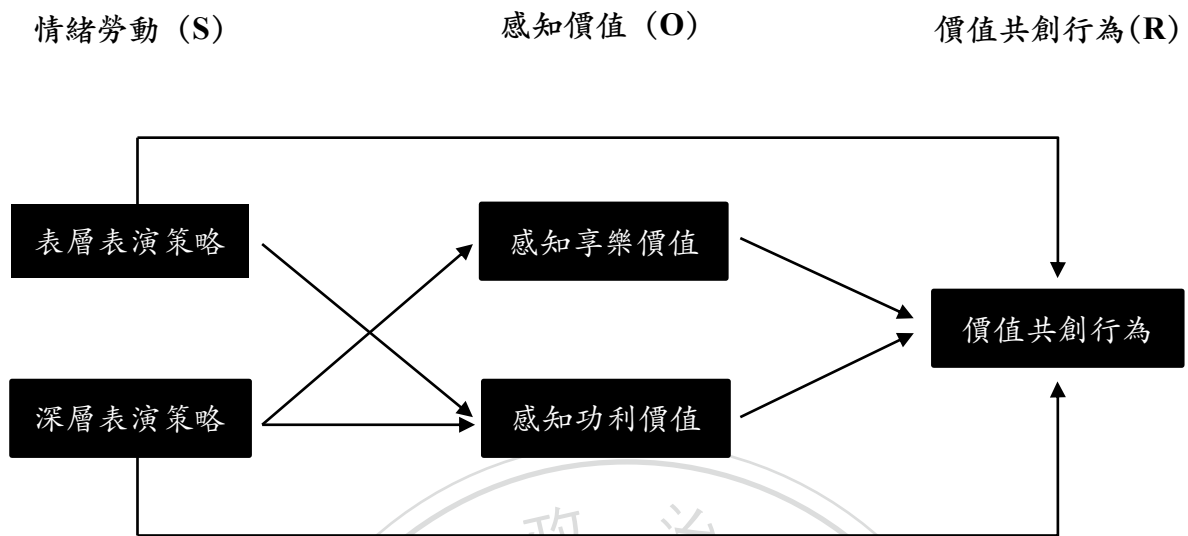 情緒勞動（S）
感知價值（O）
價值共創行為(R)
表層表演策略
感知享樂價值
價值共創行為
深層表演策略
感知功利價值
政 治